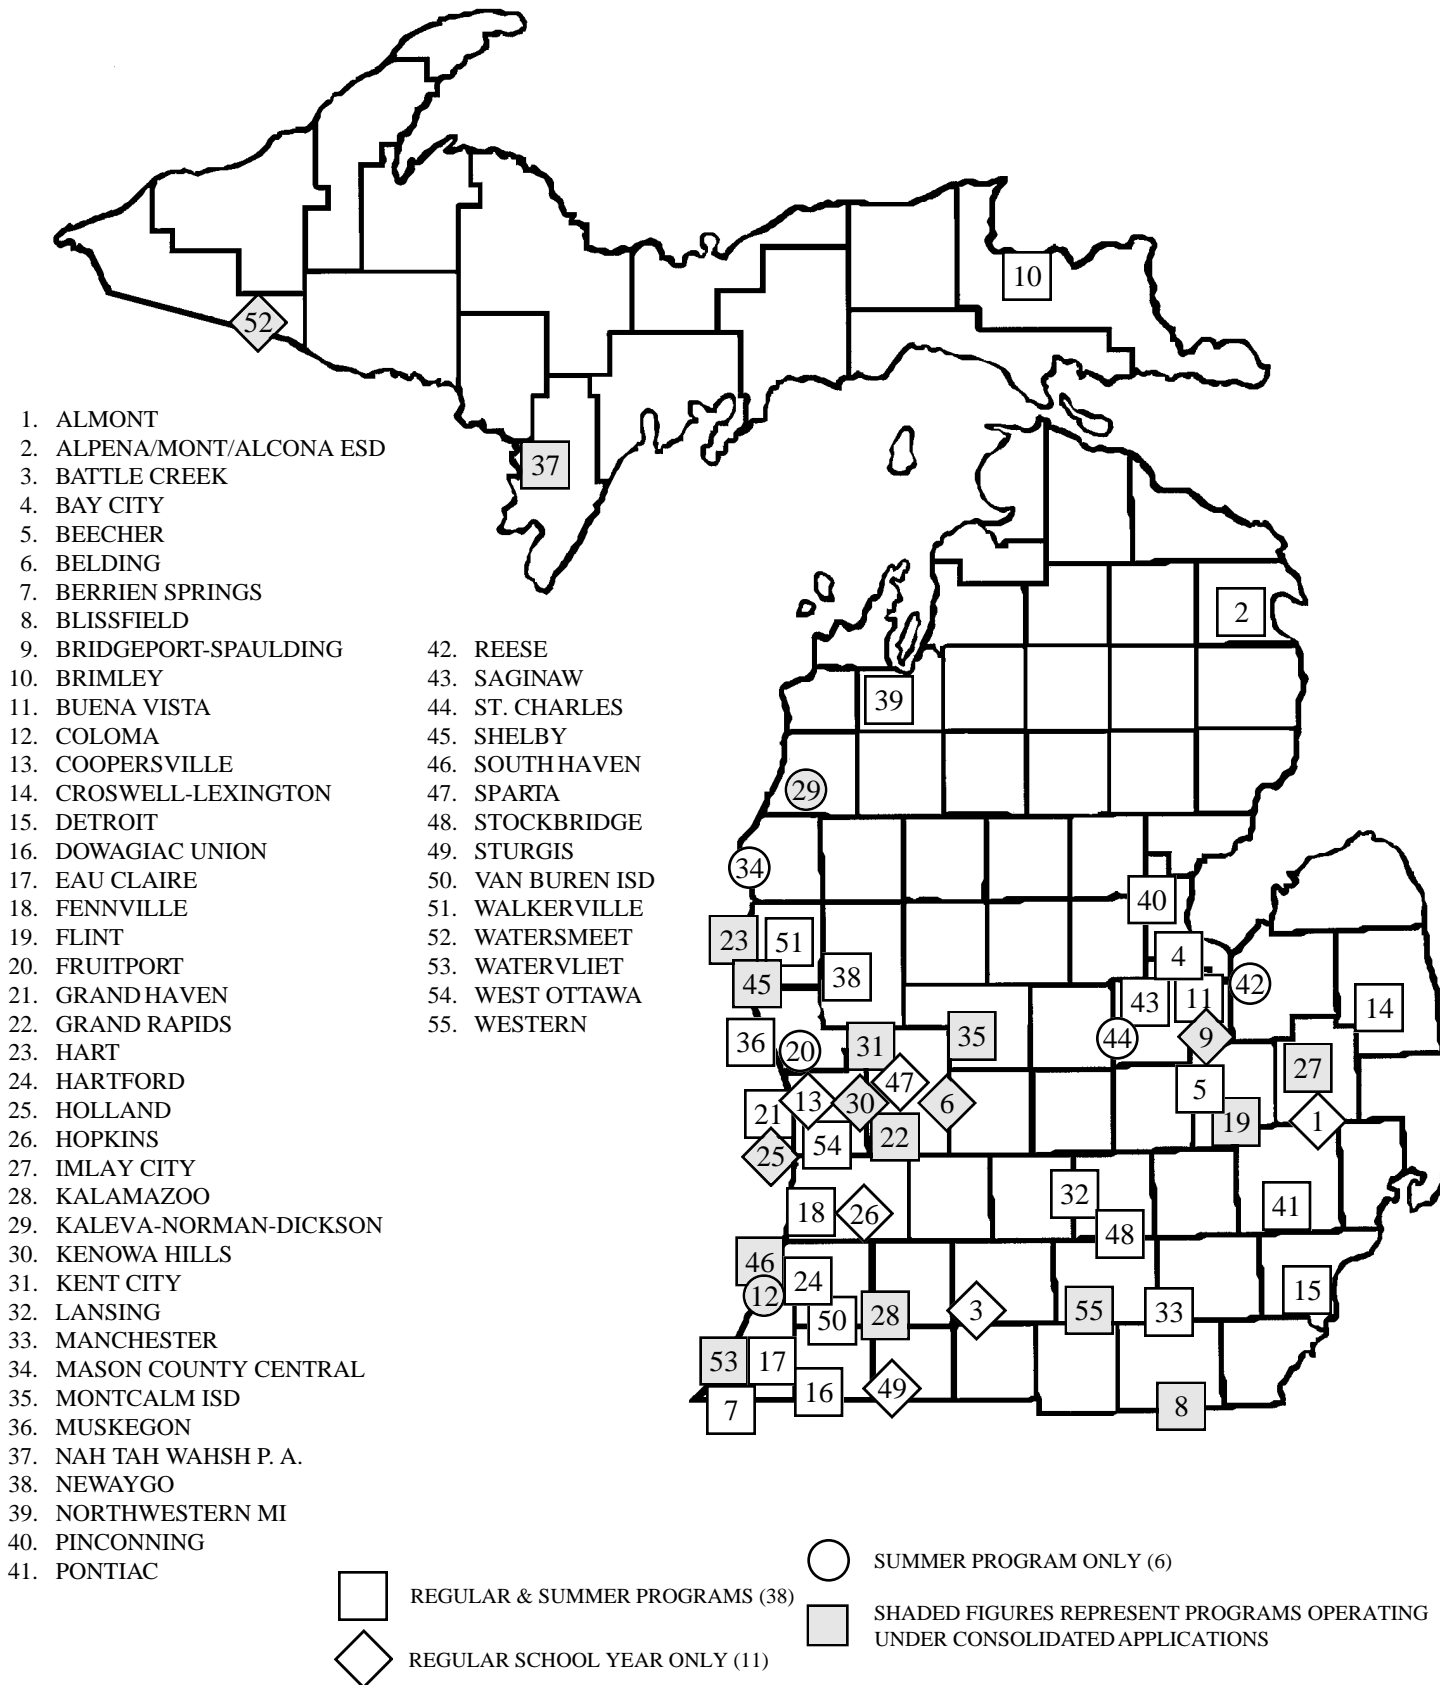 10
52
37
2
39
29
34
40
23
51
4
38
45
42
43
11
14
36
20
31
35
44
9
27
47
5
13
30
6
21
22
19
1
54
25
32
18
26
41
48
46
24
12
50
28
3
55
33
15
53
17
16
49
7
8
1. ALMONT
2. ALPENA/MONT/ALCONA ESD
3. BATTLE CREEK
4. BAY CITY
5. BEECHER
6. BELDING
7. BERRIEN SPRINGS
8. BLISSFIELD
9. BRIDGEPORT-SPAULDING
10. BRIMLEY
11. BUENA VISTA
12. COLOMA
13. COOPERSVILLE
14. CROSWELL-LEXINGTON
15. DETROIT
16. DOWAGIAC UNION
17. EAU CLAIRE
18. FENNVILLE
19. FLINT
20. FRUITPORT
21. GRAND HAVEN
22. GRAND RAPIDS
23. HART
24. HARTFORD
25. HOLLAND
26. HOPKINS
27. IMLAY CITY
28. KALAMAZOO
29. KALEVA-NORMAN-DICKSON
30. KENOWA HILLS
31. KENT CITY
32. LANSING
33. MANCHESTER
34. MASON COUNTY CENTRAL
35. MONTCALM ISD
36. MUSKEGON
37. NAH TAH WAHSH P. A.
38. NEWAYGO
39. NORTHWESTERN MI
40. PINCONNING
41. PONTIAC
42. REESE
43. SAGINAW
44. ST. CHARLES
45. SHELBY
46. SOUTH HAVEN
47. SPARTA
48. STOCKBRIDGE
49. STURGIS
50. VAN BUREN ISD
51. WALKERVILLE
52. WATERSMEET
53. WATERVLIET
54. WEST OTTAWA
55. WESTERN
REGULAR & SUMMER PROGRAMS (38)
REGULAR SCHOOL YEAR ONLY (11)
SUMMER PROGRAM ONLY (6)
SHADED FIGURES REPRESENT PROGRAMS OPERATING
UNDER CONSOLIDATED APPLICATIONS